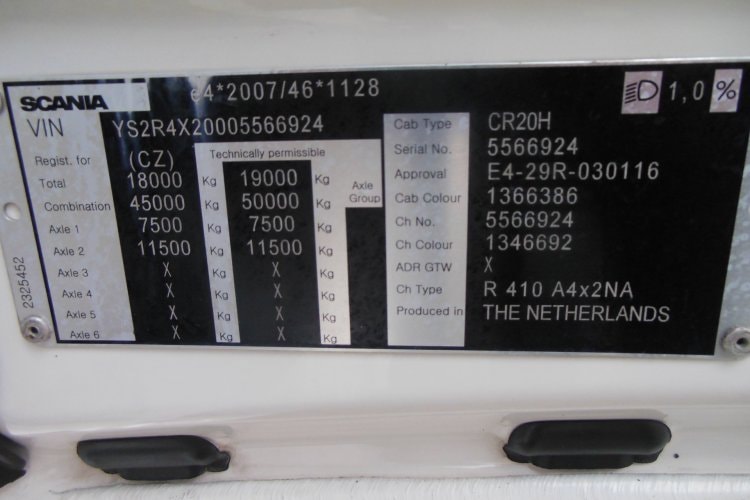 SCANIA e4*2007/46*1128 1,0 %
VIN YS2R4X20005566924
Regist. for (CZ) Technically permissible
Total 18000 Kg 19000 Kg Axle Group
Combination 45000 Kg 50000 Kg
Axle 1 7500 Kg 7500 Kg
Axle 2 11500 Kg 11500 Kg
Axle 3 X Kg X Kg
Axle 4 X Kg X Kg
Axle 5 X Kg X Kg
Axle 6 X Kg X Kg
2325452
Cab Type CR20H
Serial No. 5566924
Approval E4-29R-030116
Cab Colour 1366386
Ch No. 5566924
Ch Colour 1346692
ADR GTW X
Ch Type R 410 A4x2NA
Produced in THE NETHERLANDS